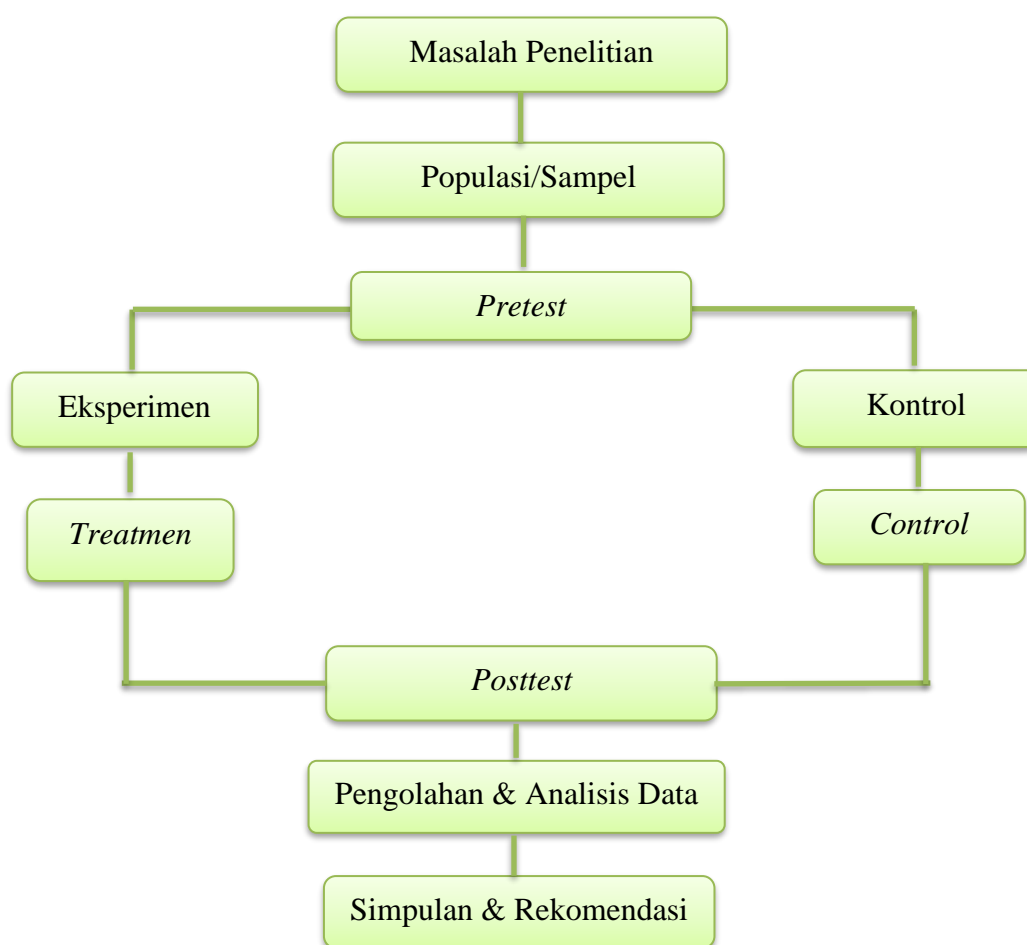 Masalah Penelitian
Populasi/Sampel
Pretest
Eksperimen
Kontrol
Treatmen
Control
Posttest
Pengolahan & Analisis Data
Simpulan & Rekomendasi